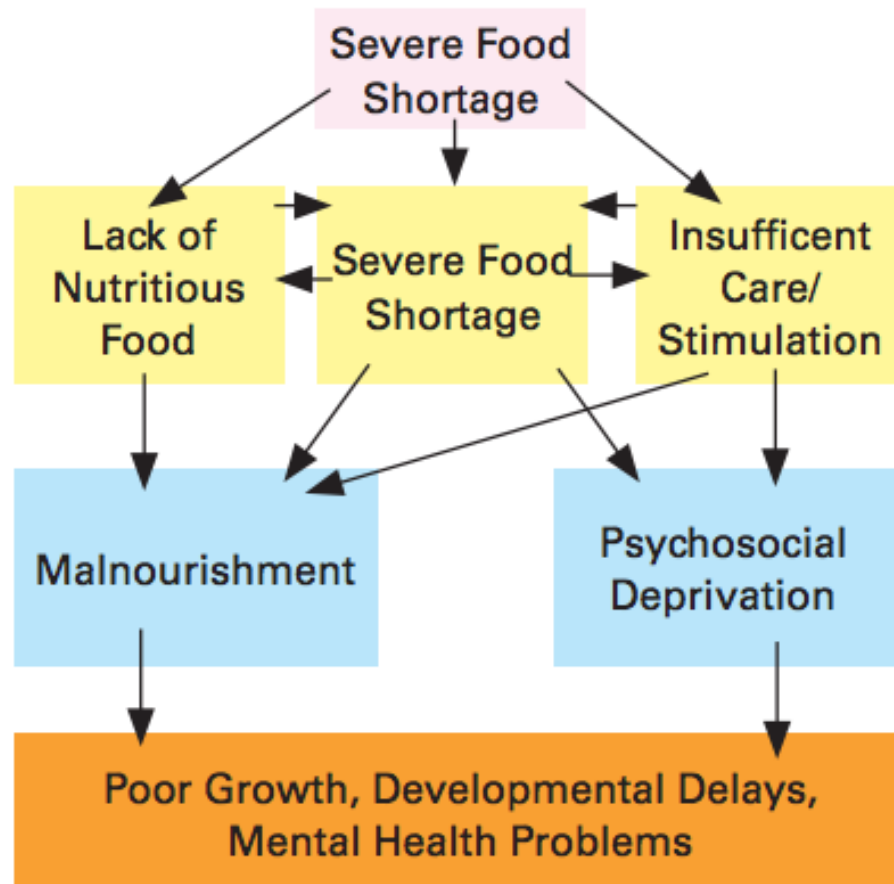 Severe Food
Shortage
Lack of
Nutritious
Food
Severe Food
Shortage
Insufficent
Care/
Stimulation
Malnourishment
Psychosocial
Deprivation
Poor Growth, Developmental Delays,
Mental Health Problems